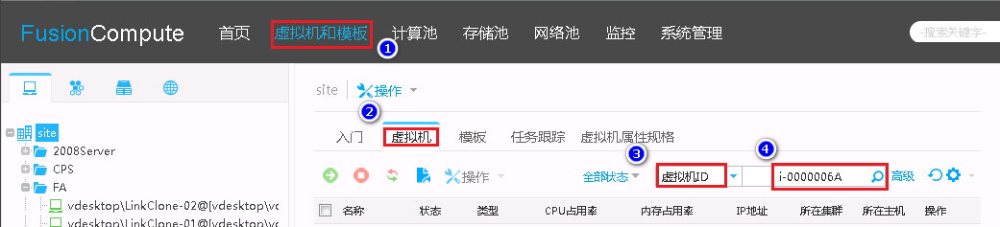 FusionCompute 首页 虚拟机和模板 计算池 存储池 网络池 监控 系统管理 -搜索关键字-
1
site 操作
2
site
入门 虚拟机 模板 任务跟踪 虚拟机属性规格
2008Server
3 4
CPS
操作 全部状态 虚拟机ID i-0000006A 高级
FA
vdesktop\LinkClone-02@[vdesktop\vc
名称 状态 类型 CPU占用率 内存占用率 IP地址 所在集群 所在主机 操作
vdesktop\LinkClone-01@[vdesktop\vc